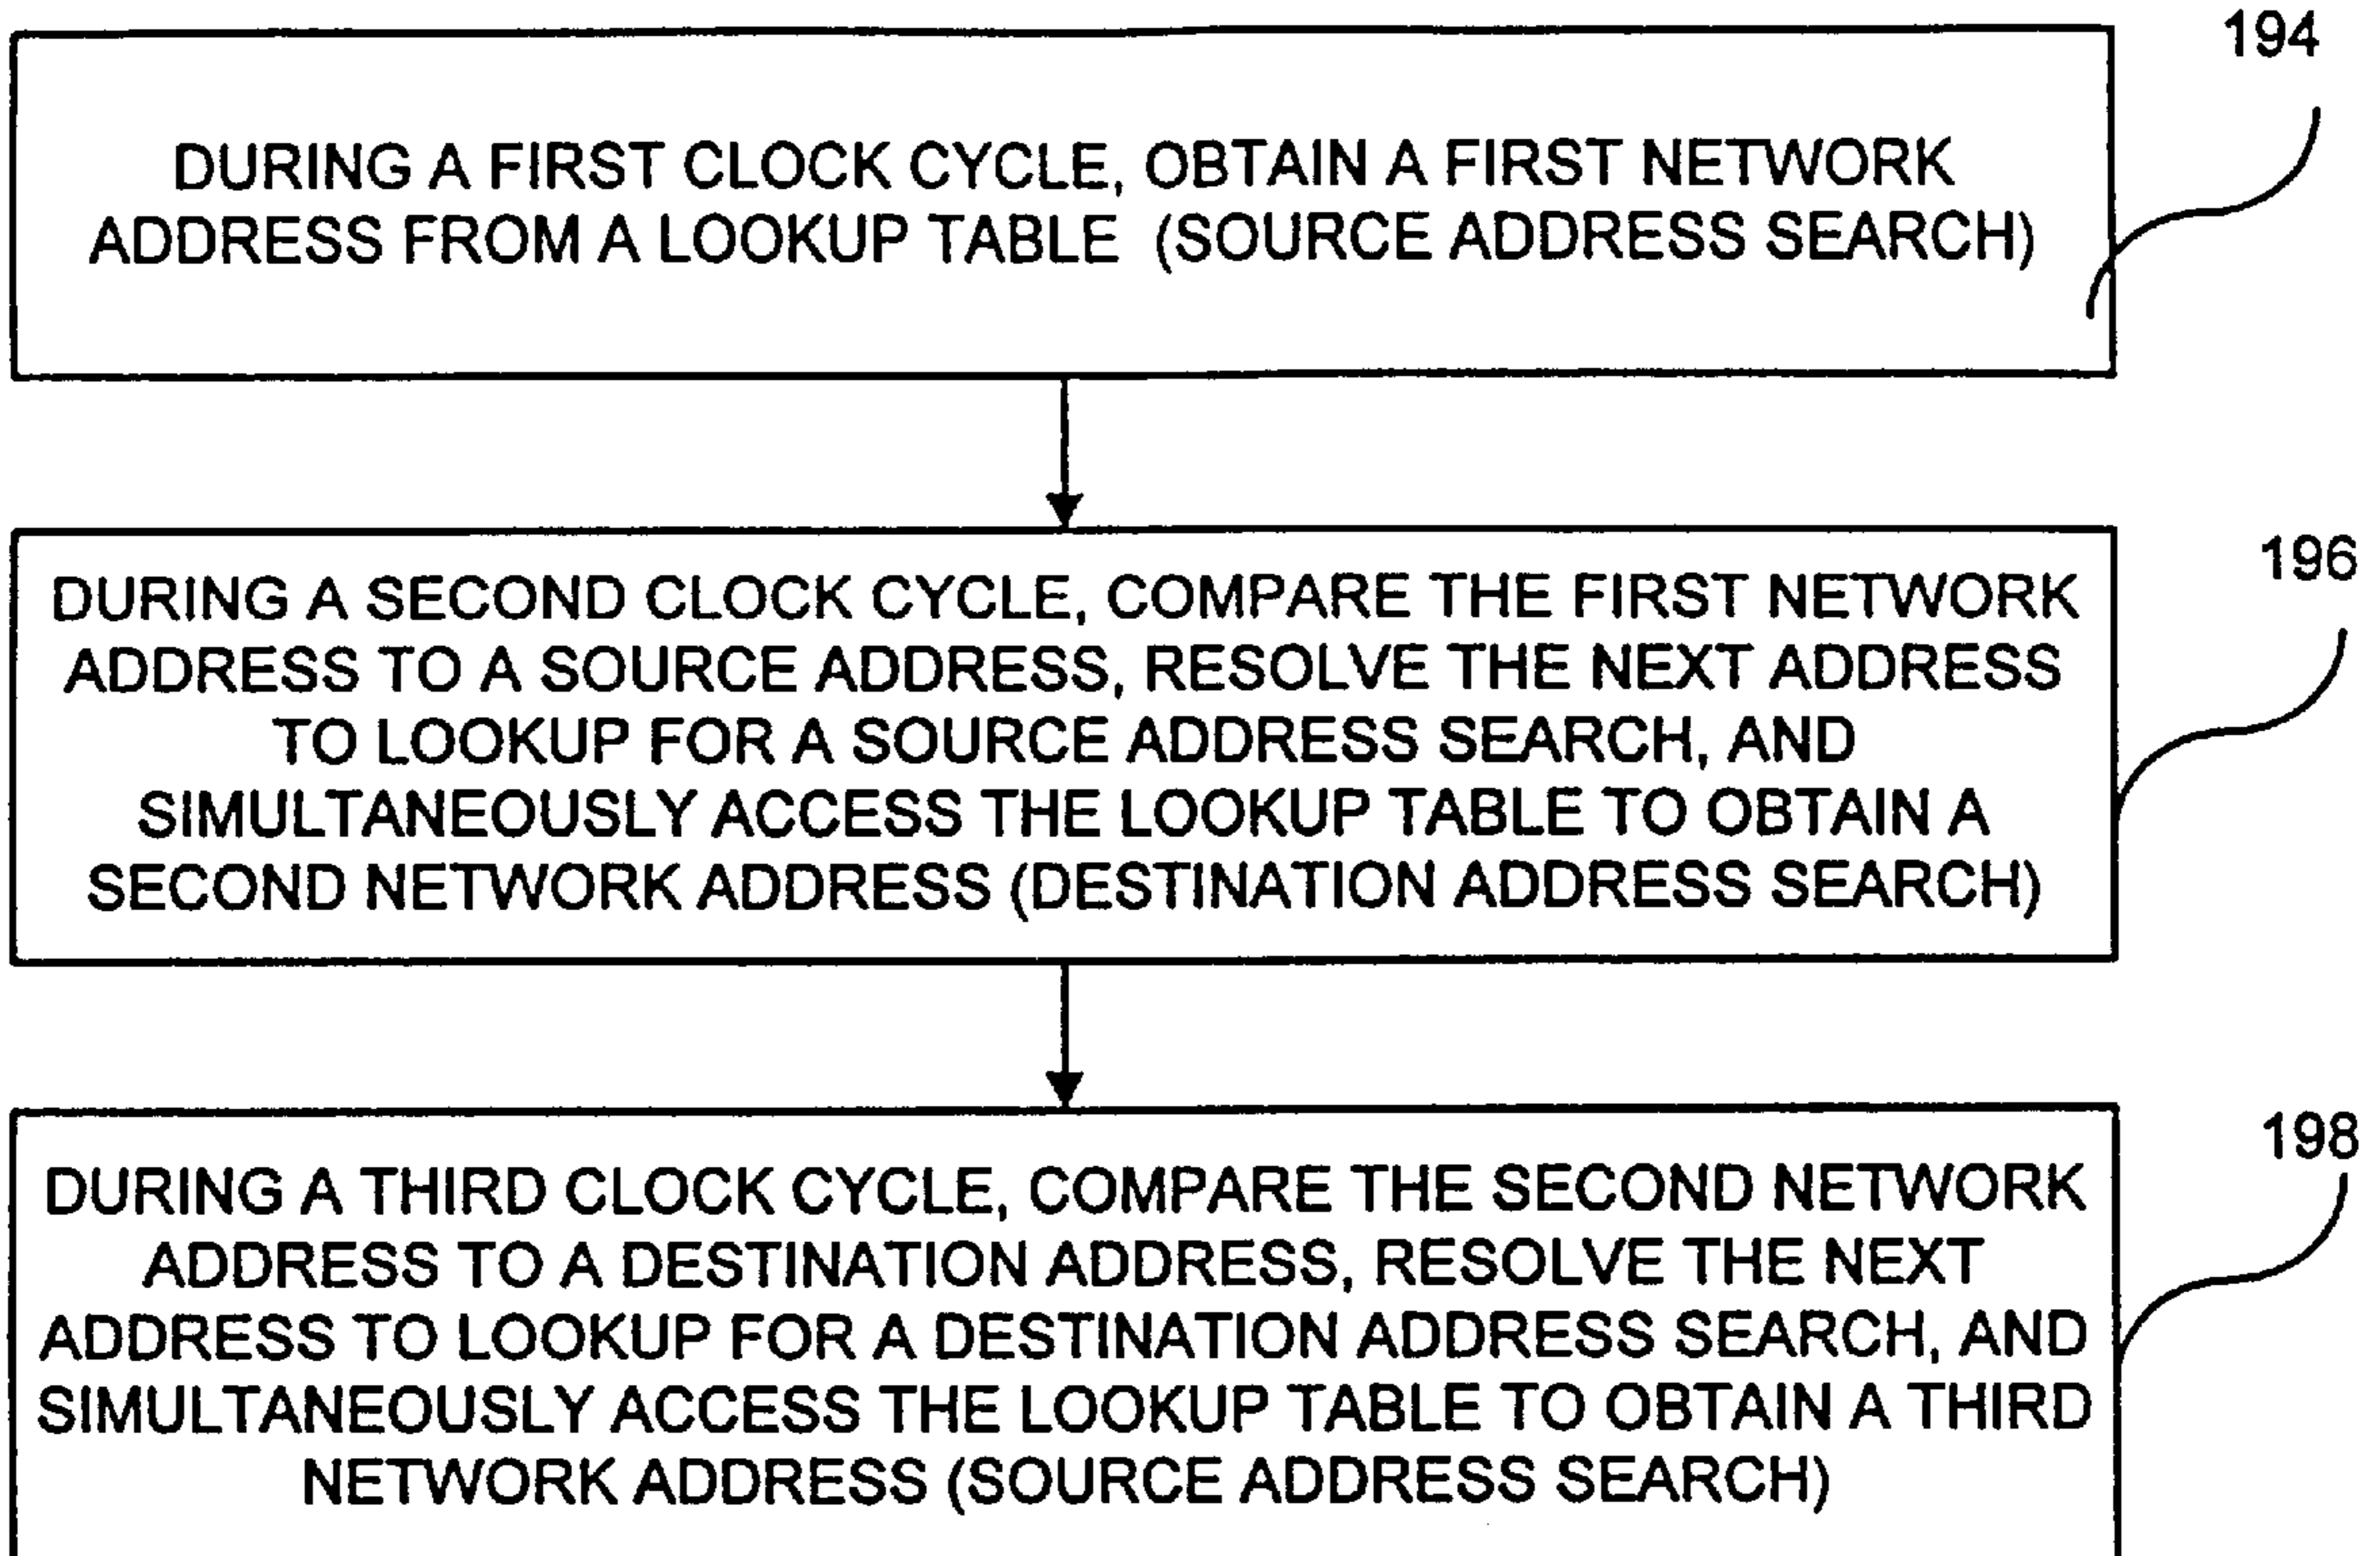 194
DURING A FIRST CLOCK CYCLE, OBTAIN A FIRST NETWORK
ADDRESS FROM A LOOKUP TABLE (SOURCE ADDRESS SEARCH)
196
DURING A SECOND CLOCK CYCLE, COMPARE THE FIRST NETWORK
ADDRESS TO A SOURCE ADDRESS, RESOLVE THE NEXT ADDRESS
TO LOOKUP FOR A SOURCE ADDRESS SEARCH, AND
SIMULTANEOUSLY ACCESS THE LOOKUP TABLE TO OBTAIN A
SECOND NETWORK ADDRESS (DESTINATION ADDRESS SEARCH)
198
DURING A THIRD CLOCK CYCLE, COMPARE THE SECOND NETWORK
ADDRESS TO A DESTINATION ADDRESS, RESOLVE THE NEXT
ADDRESS TO LOOKUP FOR A DESTINATION ADDRESS SEARCH, AND
SIMULTANEOUSLY ACCESS THE LOOKUP TABLE TO OBTAIN A THIRD
NETWORK ADDRESS (SOURCE ADDRESS SEARCH)